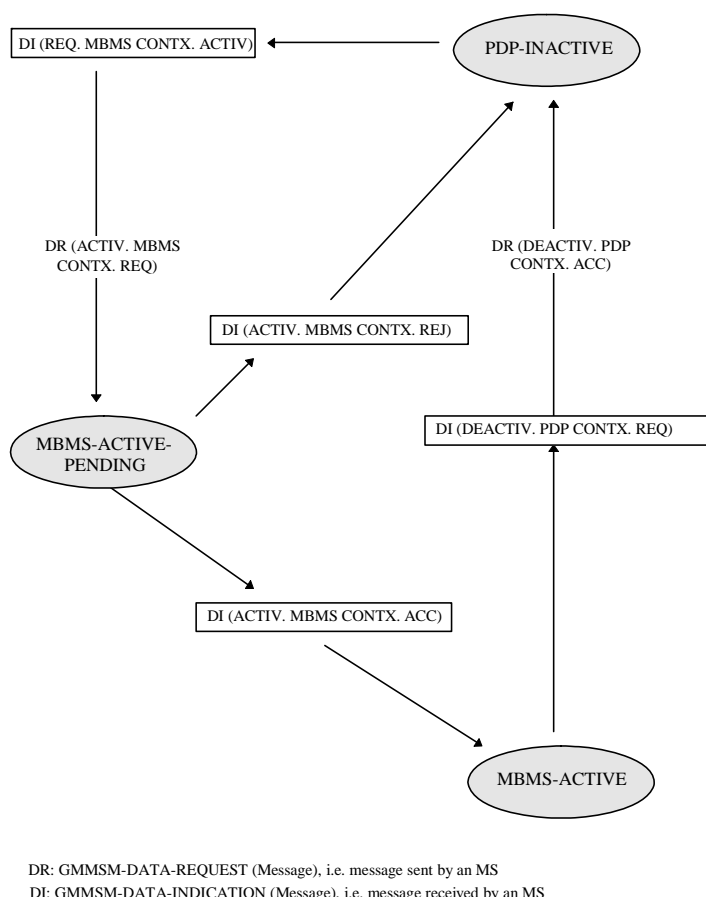 DI (REQ. MBMS CONTX. ACTIV)
PDP-INACTIVE
DR (ACTIV. MBMS
CONTX. REQ)
DR (DEACTIV. PDP
CONTX. ACC)
DI (ACTIV. MBMS CONTX. REJ)
MBMS-ACTIVE-
PENDING
DI (DEACTIV. PDP CONTX. REQ)
DI (ACTIV. MBMS CONTX. ACC)
MBMS-ACTIVE
DR: GMMSM-DATA-REQUEST (Message), i.e. message sent by an MS
DI: GMMSM-DATA-INDICATION (Message), i.e. message received by an MS